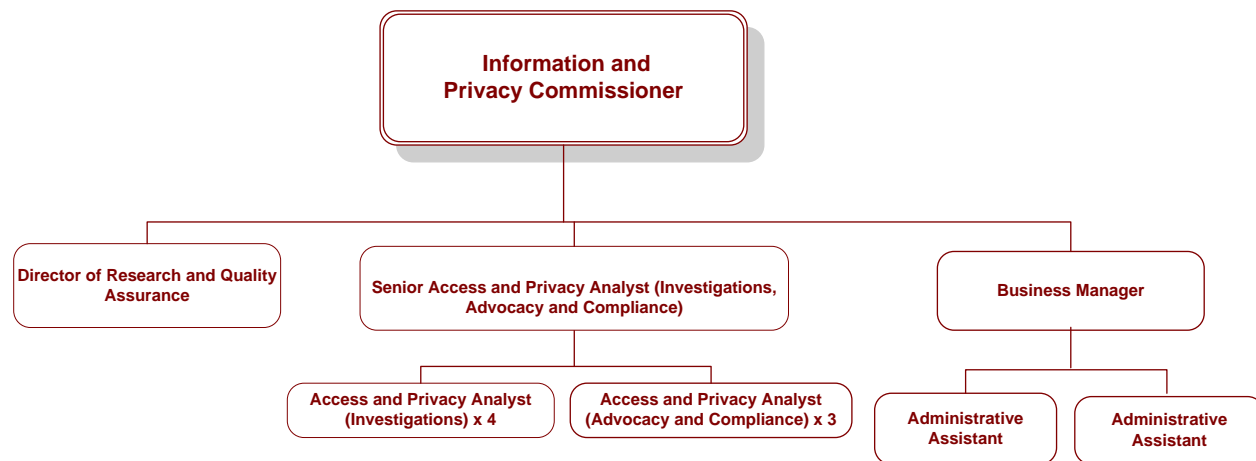 Information and
Privacy Commissioner
Director of Research and Quality
Assurance
Senior Access and Privacy Analyst (Investigations,
Advocacy and Compliance)
Business Manager
Access and Privacy Analyst
(Investigations) x 4
Access and Privacy Analyst
(Advocacy and Compliance) x 3
Administrative
Assistant
Administrative
Assistant